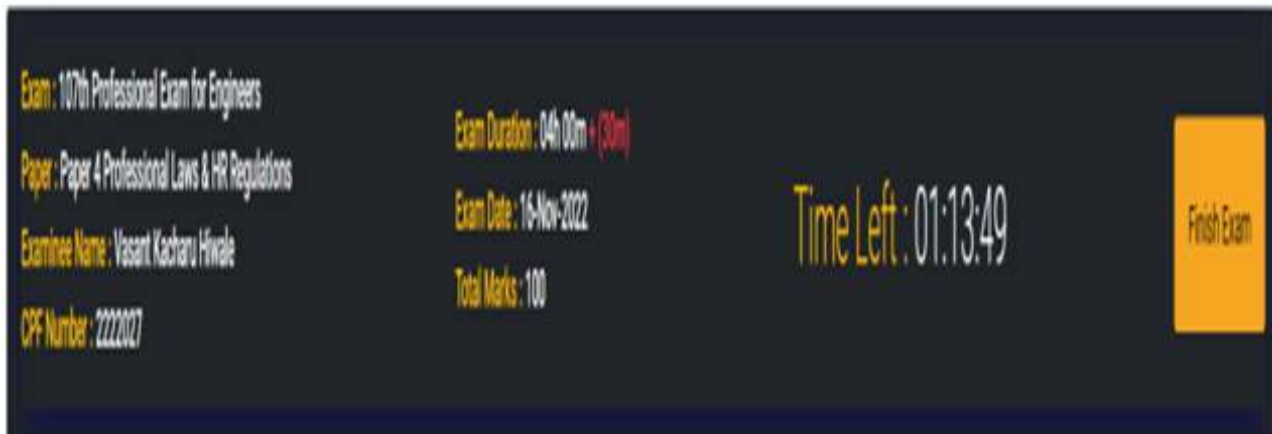 Exam : 107th Professional Exam for Engineers
Paper : Paper 4 Professional Laws & HR Regulations
Examinee Name : Vasant Kacharu Hiwale
CPF Number : 2222027
Exam Duration : 04h 00m + (30m)
Exam Date : 16-Nov-2022
Total Marks : 100
Time Left : 01:13:49
Finish Exam